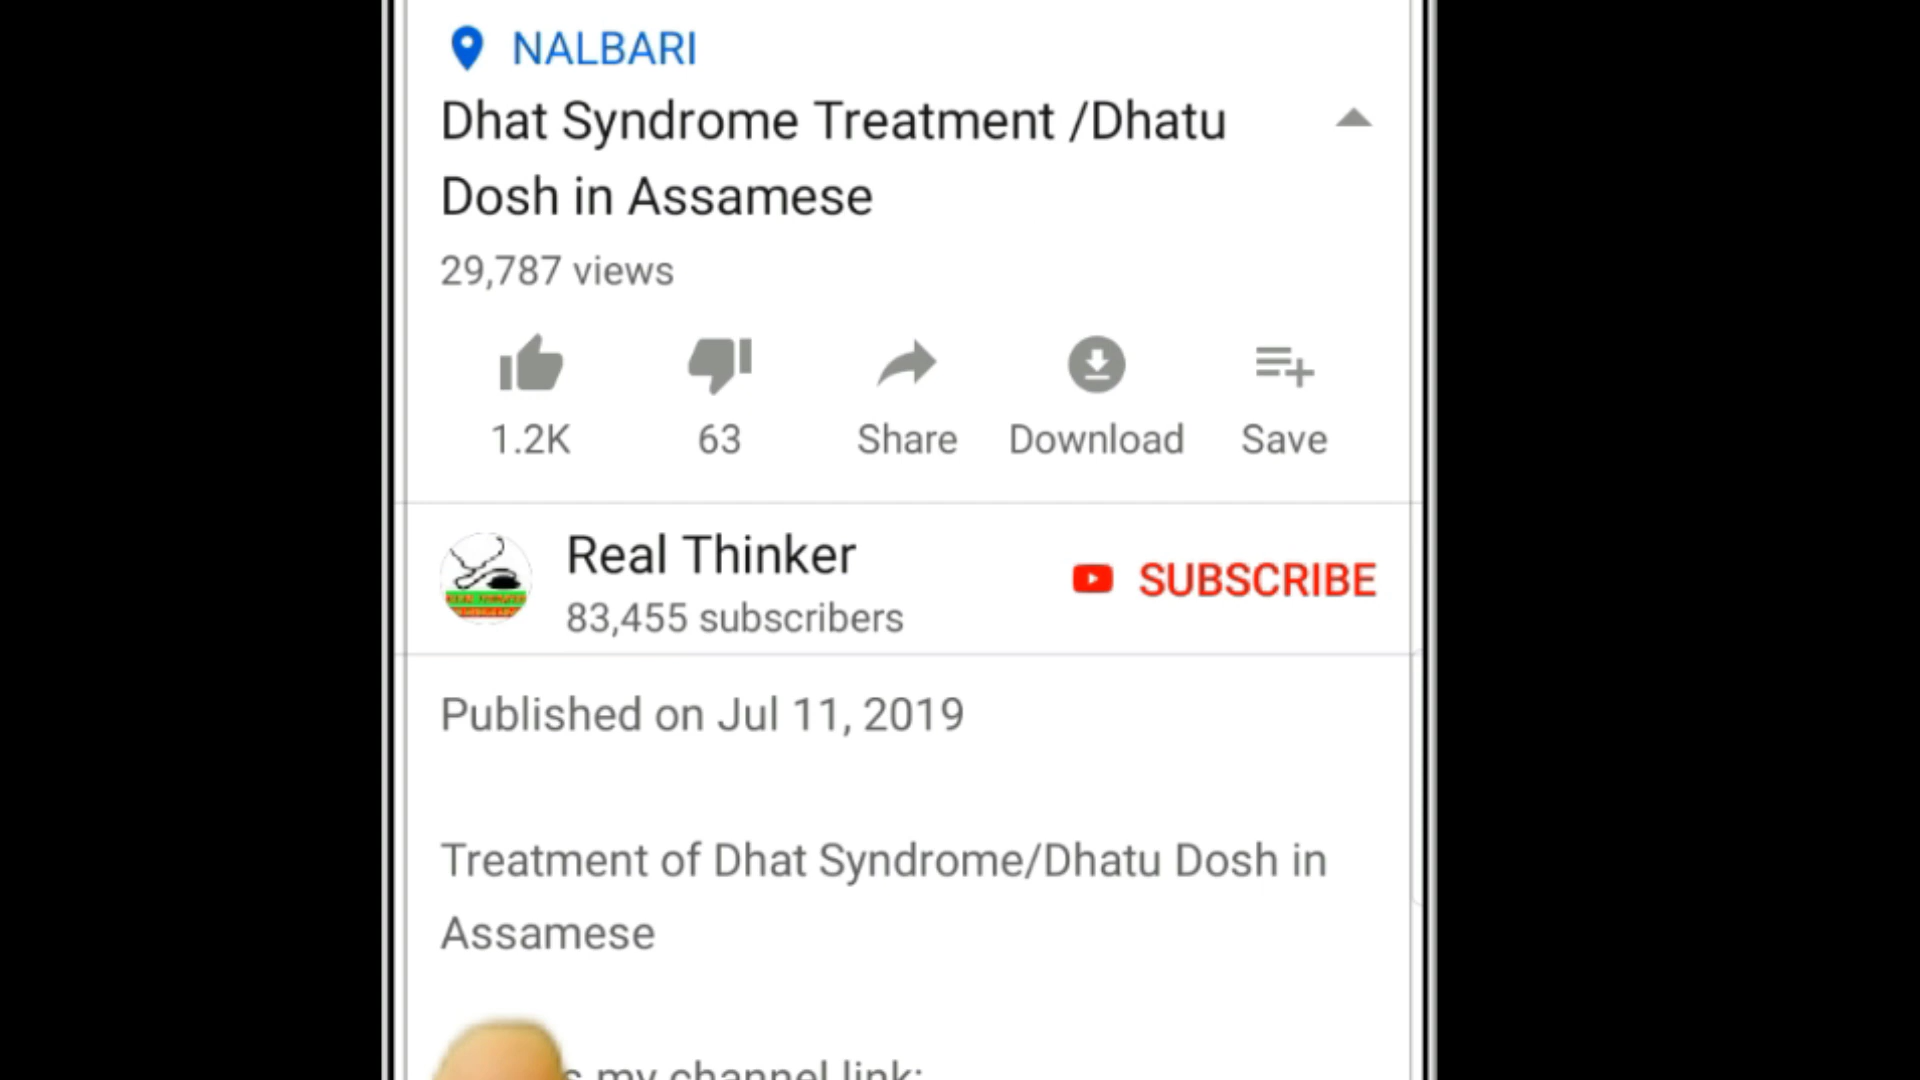 NALBARI
Dhat Syndrome Treatment /Dhatu
Dosh in Assamese
29,787 views
1.2K 63 Share Download Save
Real Thinker
83,455 subscribers
SUBSCRIBE
Published on Jul 11, 2019
Treatment of Dhat Syndrome/Dhatu Dosh in
Assamese
my channel link: